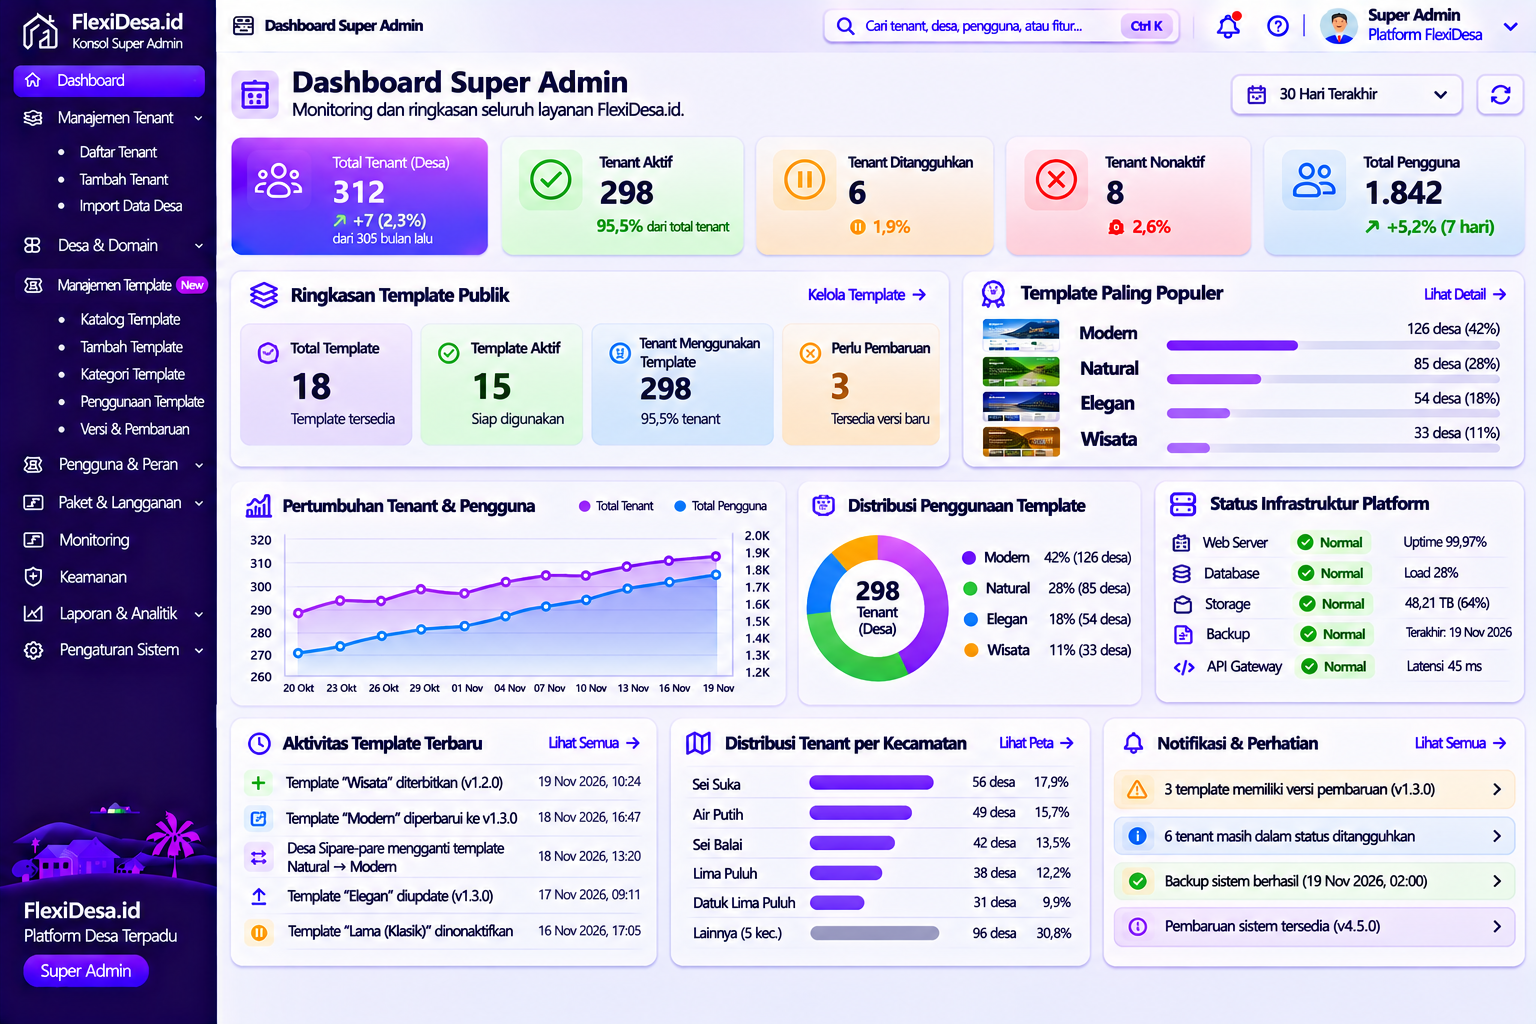 FlexiDesa.id
Konsol Super Admin
Dashboard
Manajemen Tenant
Daftar Tenant
Tambah Tenant
Import Data Desa
Desa & Domain
Manajemen Template New
Katalog Template
Tambah Template
Kategori Template
Penggunaan Template
Versi & Pembaruan
Pengguna & Peran
Paket & Langganan
Monitoring
Keamanan
Laporan & Analitik
Pengaturan Sistem
FlexiDesa.id
Platform Desa Terpadu
Super Admin
Dashboard Super Admin
Cari tenant, desa, pengguna, atau fitur... Ctrl K
Super Admin
Platform FlexiDesa
Dashboard Super Admin
Monitoring dan ringkasan seluruh layanan FlexiDesa.id.
30 Hari Terakhir
Total Tenant (Desa)
312
+7 (2,3%)
dari 305 bulan lalu
Tenant Aktif
298
95,5% dari total tenant
Tenant Ditangguhkan
6
1,9%
Tenant Nonaktif
8
2,6%
Total Pengguna
1.842
+5,2% (7 hari)
Ringkasan Template Publik
Kelola Template →
Total Template
18
Template tersedia
Template Aktif
15
Siap digunakan
Tenant Menggunakan
Template
298
95,5% tenant
Perlu Pembaruan
3
Tersedia versi baru
Template Paling Populer
Lihat Detail →
Modern 126 desa (42%)
Natural 85 desa (28%)
Elegan 54 desa (18%)
Wisata 33 desa (11%)
Pertumbuhan Tenant & Pengguna
Total Tenant Total Pengguna
320
310
300
290
280
270
260
2.0K
1.9K
1.8K
1.7K
1.6K
1.5K
1.4K
1.3K
1.2K
20 Okt 23 Okt 26 Okt 29 Okt 01 Nov 04 Nov 07 Nov 10 Nov 13 Nov 16 Nov 19 Nov
Distribusi Penggunaan Template
298
Tenant
(Desa)
Modern 42% (126 desa)
Natural 28% (85 desa)
Elegan 18% (54 desa)
Wisata 11% (33 desa)
Status Infrastruktur Platform
Web Server Normal Uptime 99,97%
Database Normal Load 28%
Storage Normal 48,21 TB (64%)
Backup Normal Terakhir: 19 Nov 2026
API Gateway Normal Latensi 45 ms
Aktivitas Template Terbaru
Lihat Semua →
Template "Wisata" diterbitkan (v1.2.0) 19 Nov 2026, 10:24
Template "Modern" diperbarui ke v1.3.0 18 Nov 2026, 16:47
Desa Sipare-pare mengganti template
Natural → Modern
18 Nov 2026, 13:20
Template "Elegan" diupdate (v1.3.0) 17 Nov 2026, 09:11
Template "Lama (Klasik)" dinonaktifkan 16 Nov 2026, 17:05
Distribusi Tenant per Kecamatan
Lihat Peta →
Sei Suka 56 desa 17,9%
Air Putih 49 desa 15,7%
Sei Balai 42 desa 13,5%
Lima Puluh 38 desa 12,2%
Datuk Lima Puluh 31 desa 9,9%
Lainnya (5 kec.) 96 desa 30,8%
Notifikasi & Perhatian
Lihat Semua →
3 template memiliki versi pembaruan (v1.3.0)
6 tenant masih dalam status ditangguhkan
Backup sistem berhasil (19 Nov 2026, 02:00)
Pembaruan sistem tersedia (v4.5.0)